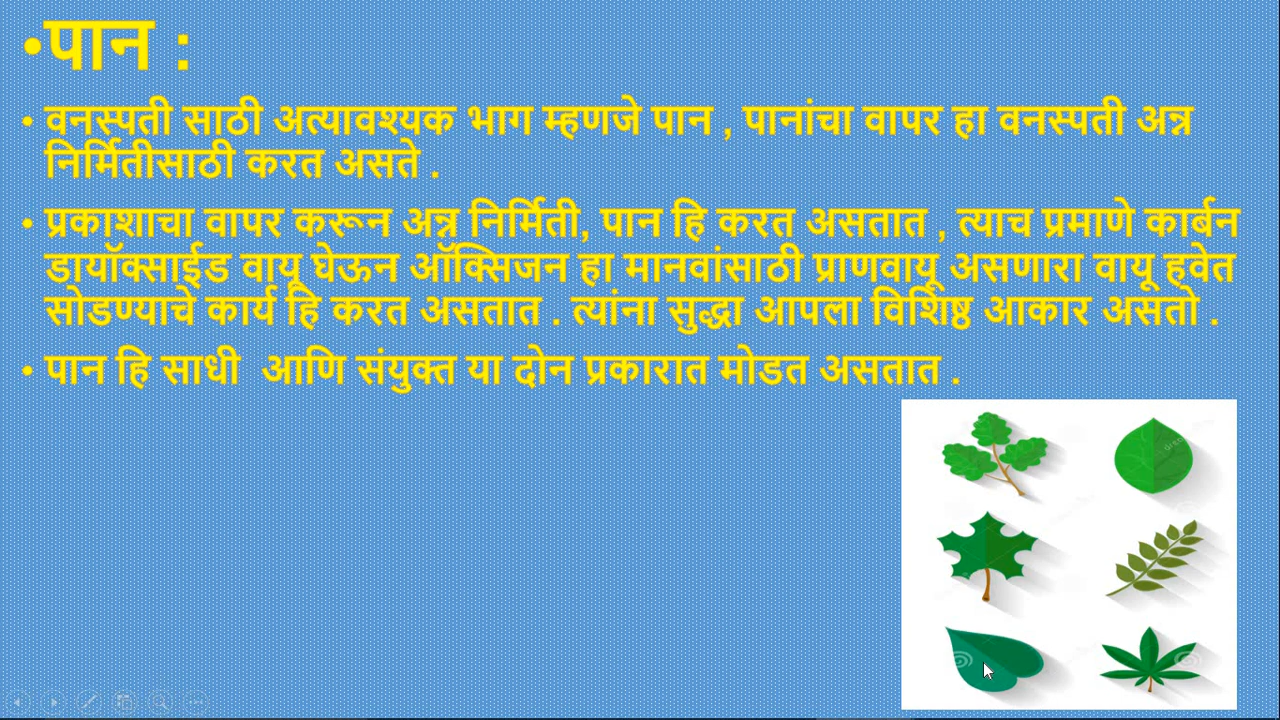 •पान :
• वनस्पती साठी अत्यावश्यक भाग म्हणजे पान , पानांचा वापर हा वनस्पती अन्न
निर्मितीसाठी करत असते .
• प्रकाशाचा वापर करून अन्न निर्मिती, पान हि करत असतात , त्याच प्रमाणे कार्बन
डायॉक्साईड वायू घेऊन ऑक्सिजन हा मानवांसाठी प्राणवायू असणारा वायू हवेत
सोडण्याचे कार्य हि करत असतात . त्यांना सुद्धा आपला विशिष्ठ आकार असतो .
• पान हि साधी आणि संयुक्त या दोन प्रकारात मोडत असतात .